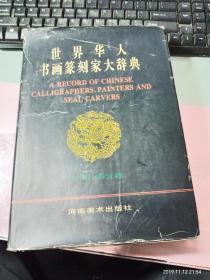 世界华人
书画篆刻家大辞典
A RECORD OF CHINESE
CALLIGRAPHERS, PAINTERS AND
SEAL CARVERS
河南美术出版社
2019.11.12 21:54